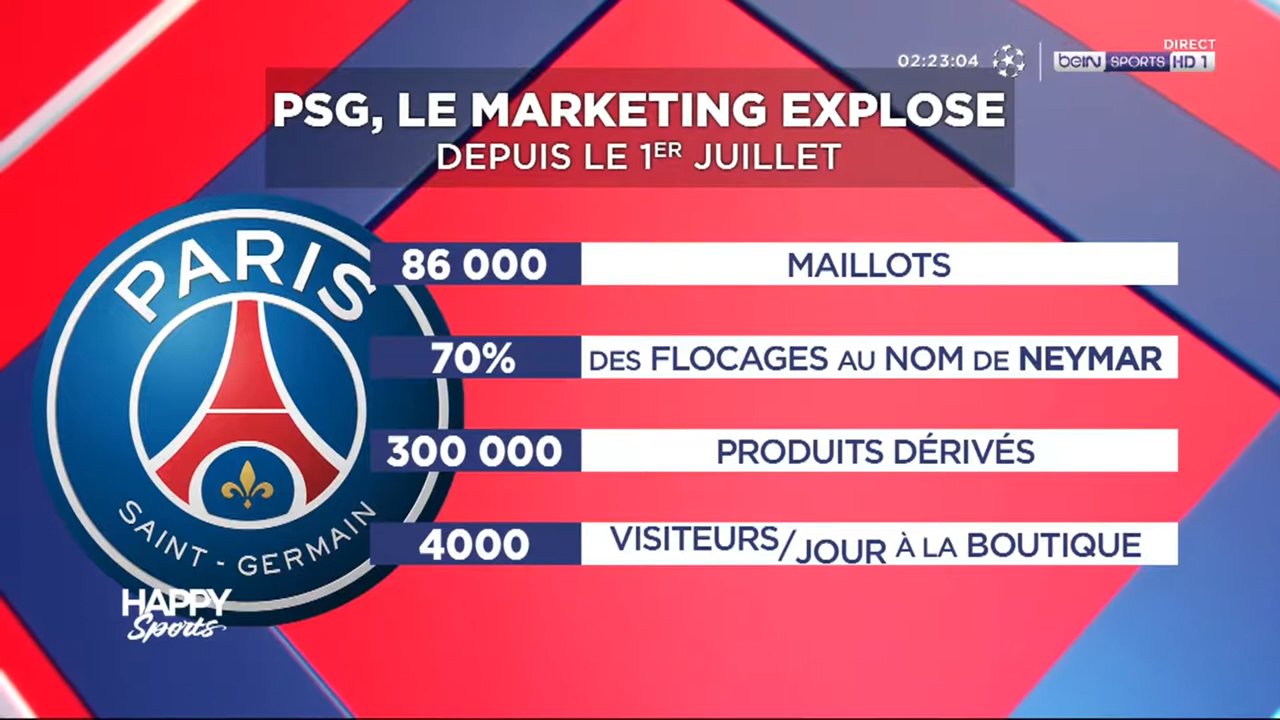 DIRECT
02:23:04
beIN SPORTS HD 1
PSG, LE MARKETING EXPLOSE
DEPUIS LE 1ER JUILLET
PARIS
SAINT - GERMAIN
86 000 MAILLOTS
70% DES FLOCAGES AU NOM DE NEYMAR
300 000 PRODUITS DÉRIVÉS
4000 VISITEURS/JOUR À LA BOUTIQUE
HAPPY
Sports